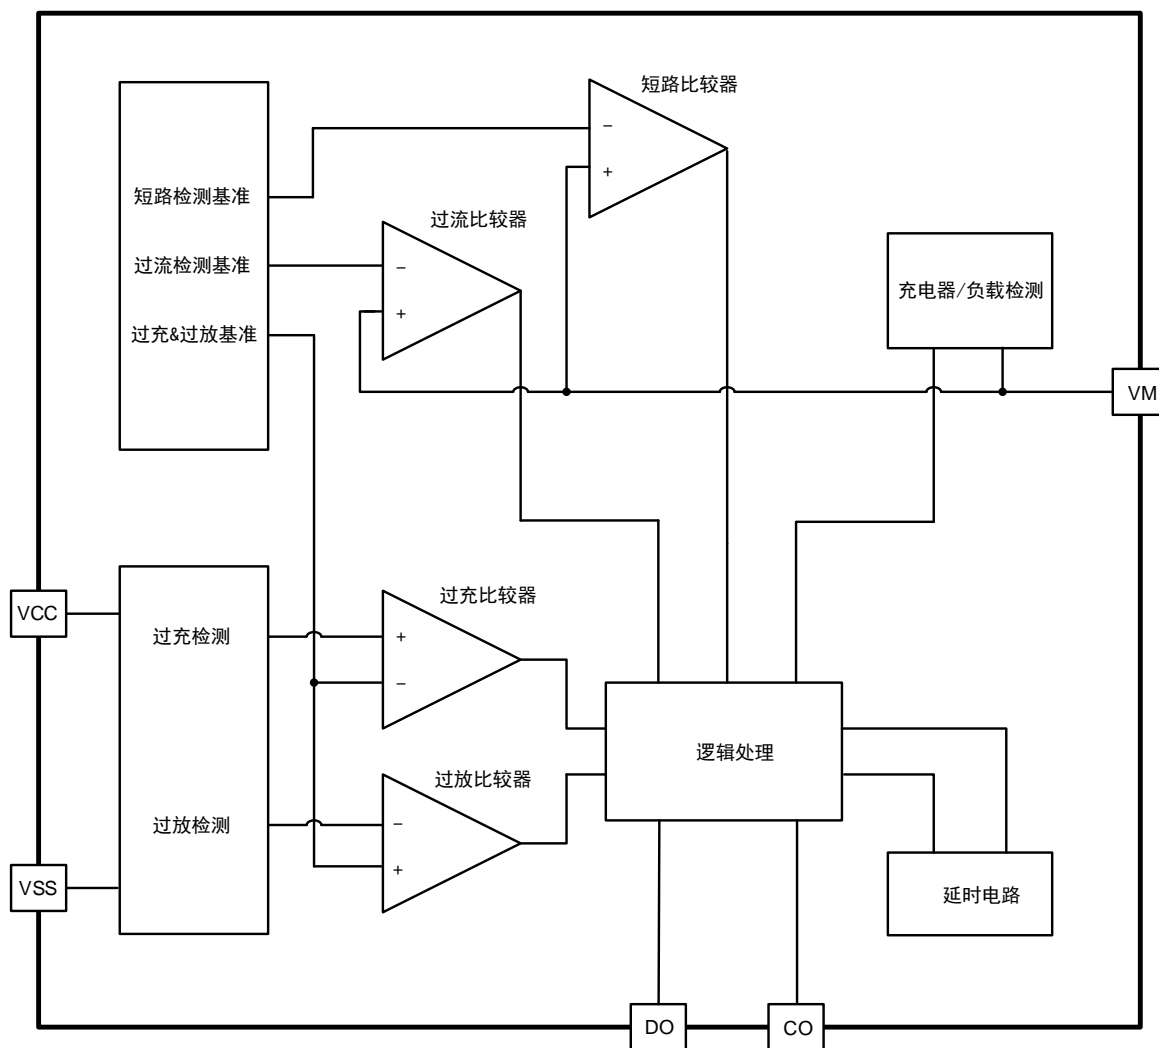 短路比较器
−
+
短路检测基准
过流比较器
过流检测基准
−
+
过充&过放基准
充电器/负载检测
VM
VCC
过充检测
过充比较器
+
−
逻辑处理
过放比较器
过放检测
−
+
VSS
延时电路
DO
CO